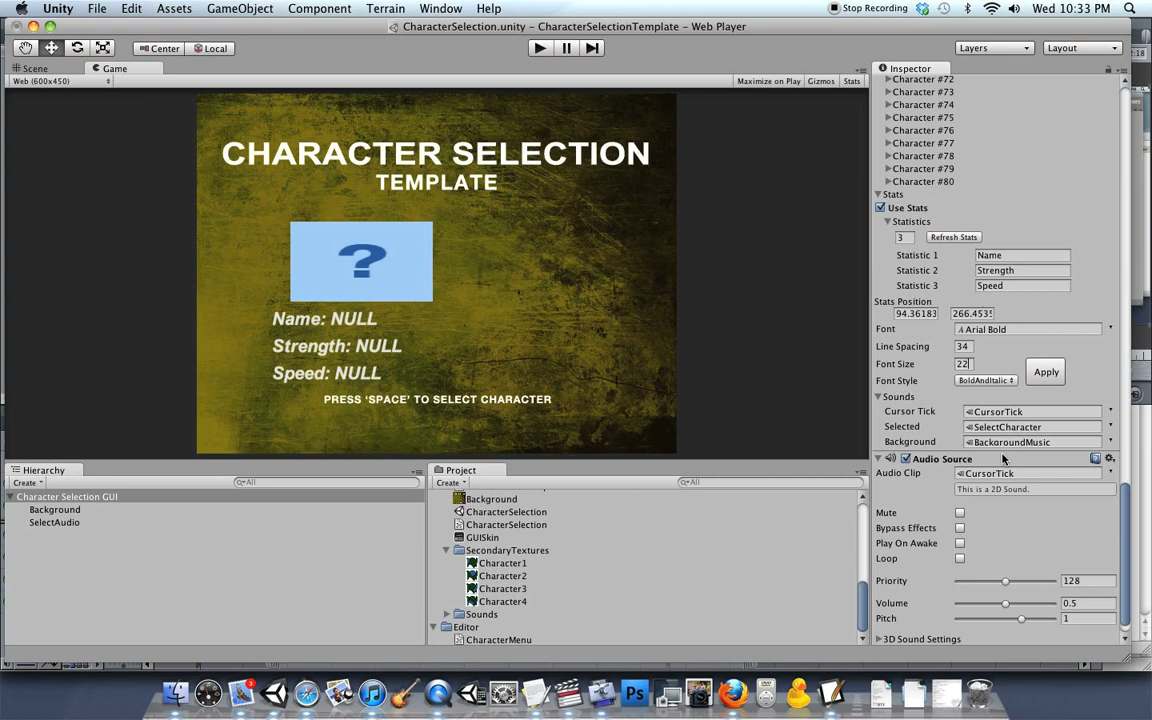 Unity File Edit Assets GameObject Component Terrain Window Help
Stop Recording Wed 10:33 PM
CharacterSelection.unity – CharacterSelectionTemplate – Web Player
Center Local Layers Layout
Scene Game
Web (600x450) Maximize on Play Gizmos Stats
CHARACTER SELECTION
TEMPLATE
?
Name: NULL
Strength: NULL
Speed: NULL
PRESS ‘SPACE’ TO SELECT CHARACTER
Inspector
Character #72
Character #73
Character #74
Character #75
Character #76
Character #77
Character #78
Character #79
Character #80
Stats
Use Stats
Statistics
3 Refresh Stats
Statistic 1 Name
Statistic 2 Strength
Statistic 3 Speed
Stats Position
94.36183 266.4535
Font Arial Bold
Line Spacing 34
Font Size 22
Font Style BoldAndItalic Apply
Sounds
Cursor Tick CursorTick
Selected SelectCharacter
Background BackgroundMusic
Audio Source
Audio Clip CursorTick
This is a 2D Sound.
Mute
Bypass Effects
Play On Awake
Loop
Priority 128
Volume 0.5
Pitch 1
3D Sound Settings
Hierarchy
Create All
Character Selection GUI
Background
SelectAudio
Project
Create All
Background
CharacterSelection
CharacterSelection
GUISkin
SecondaryTextures
Character1
Character2
Character3
Character4
Sounds
Editor
CharacterMenu
Ps